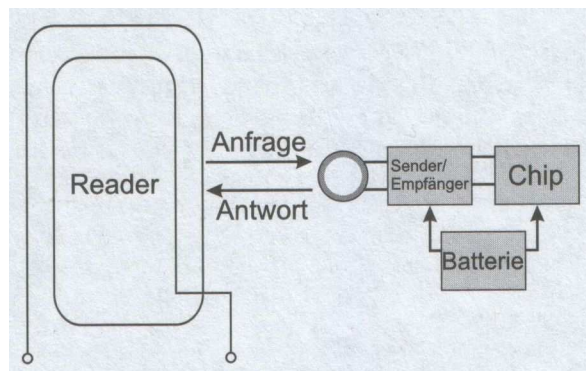 Anfrage
Reader
Antwort
Sender/
Empfänger
Chip
Batterie